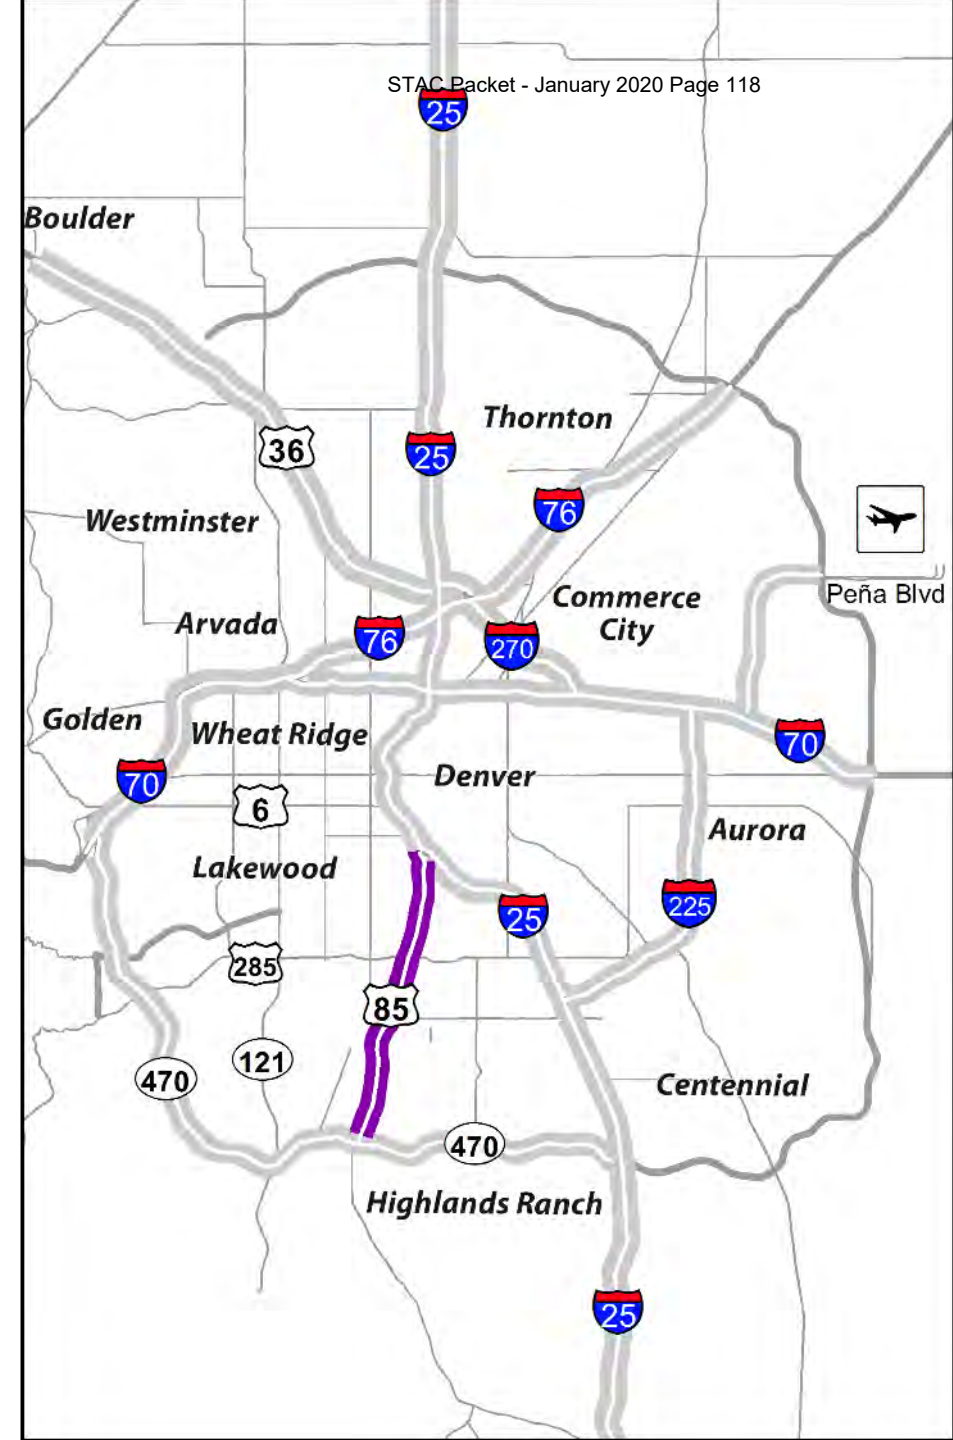 STAC Packet - January 2020 Page 118
25
Boulder
Thornton
36
25
76
Westminster
Peña Blvd
Commerce
City
Arvada
76
270
Golden
Wheat Ridge
70
70
Denver
6
Aurora
Lakewood
25
225
285
85
121
470
Centennial
470
Highlands Ranch
25